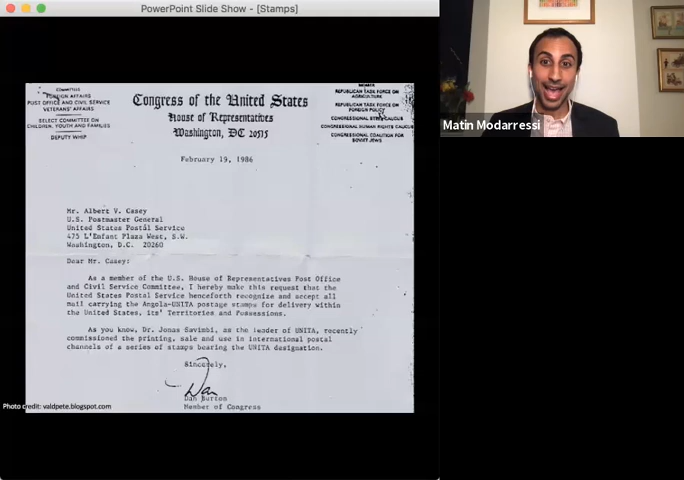 PowerPoint Slide Show - [Stamps]
COMMITTEES
FOREIGN AFFAIRS
POST OFFICE AND CIVIL SERVICE
VETERANS' AFFAIRS
SELECT COMMITTEE ON
CHILDREN, YOUTH AND FAMILIES
DEPUTY WHIP
Congress of the United States
House of Representatives
Washington, DC 20515
REPUBLICAN TASK FORCE ON
AGRICULTURE
REPUBLICAN TASK FORCE ON
FOREIGN POLICY
CONGRESSIONAL CAUCUS
CONGRESSIONAL HUMAN RIGHTS CAUCUS
CONGRESSIONAL COALITION FOR
SOVIET JEWS
February 19, 1986
Mr. Albert V. Casey
U.S. Postmaster General
United States Postal Service
475 L'Enfant Plaza West, S.W.
Washington, D.C. 20260
Dear Mr. Casey:
As a member of the U.S. House of Representatives Post Office
and Civil Service Committee, I hereby make this request that the
United States Postal Service henceforth recognize and accept all
mail carrying the Angola-UNITA postage stamps for delivery within
the United States, its' Territories and Possessions.
As you know, Dr. Jonas Savimbi, as the leader of UNITA, recently
commissioned the printing, sale and use in international postal
channels of a series of stamps bearing the UNITA designation.
Sincerely,
Dan
Dan Burton
Member of Congress
Photo credit: valdpete.blogspot.com
Matin Modarressi